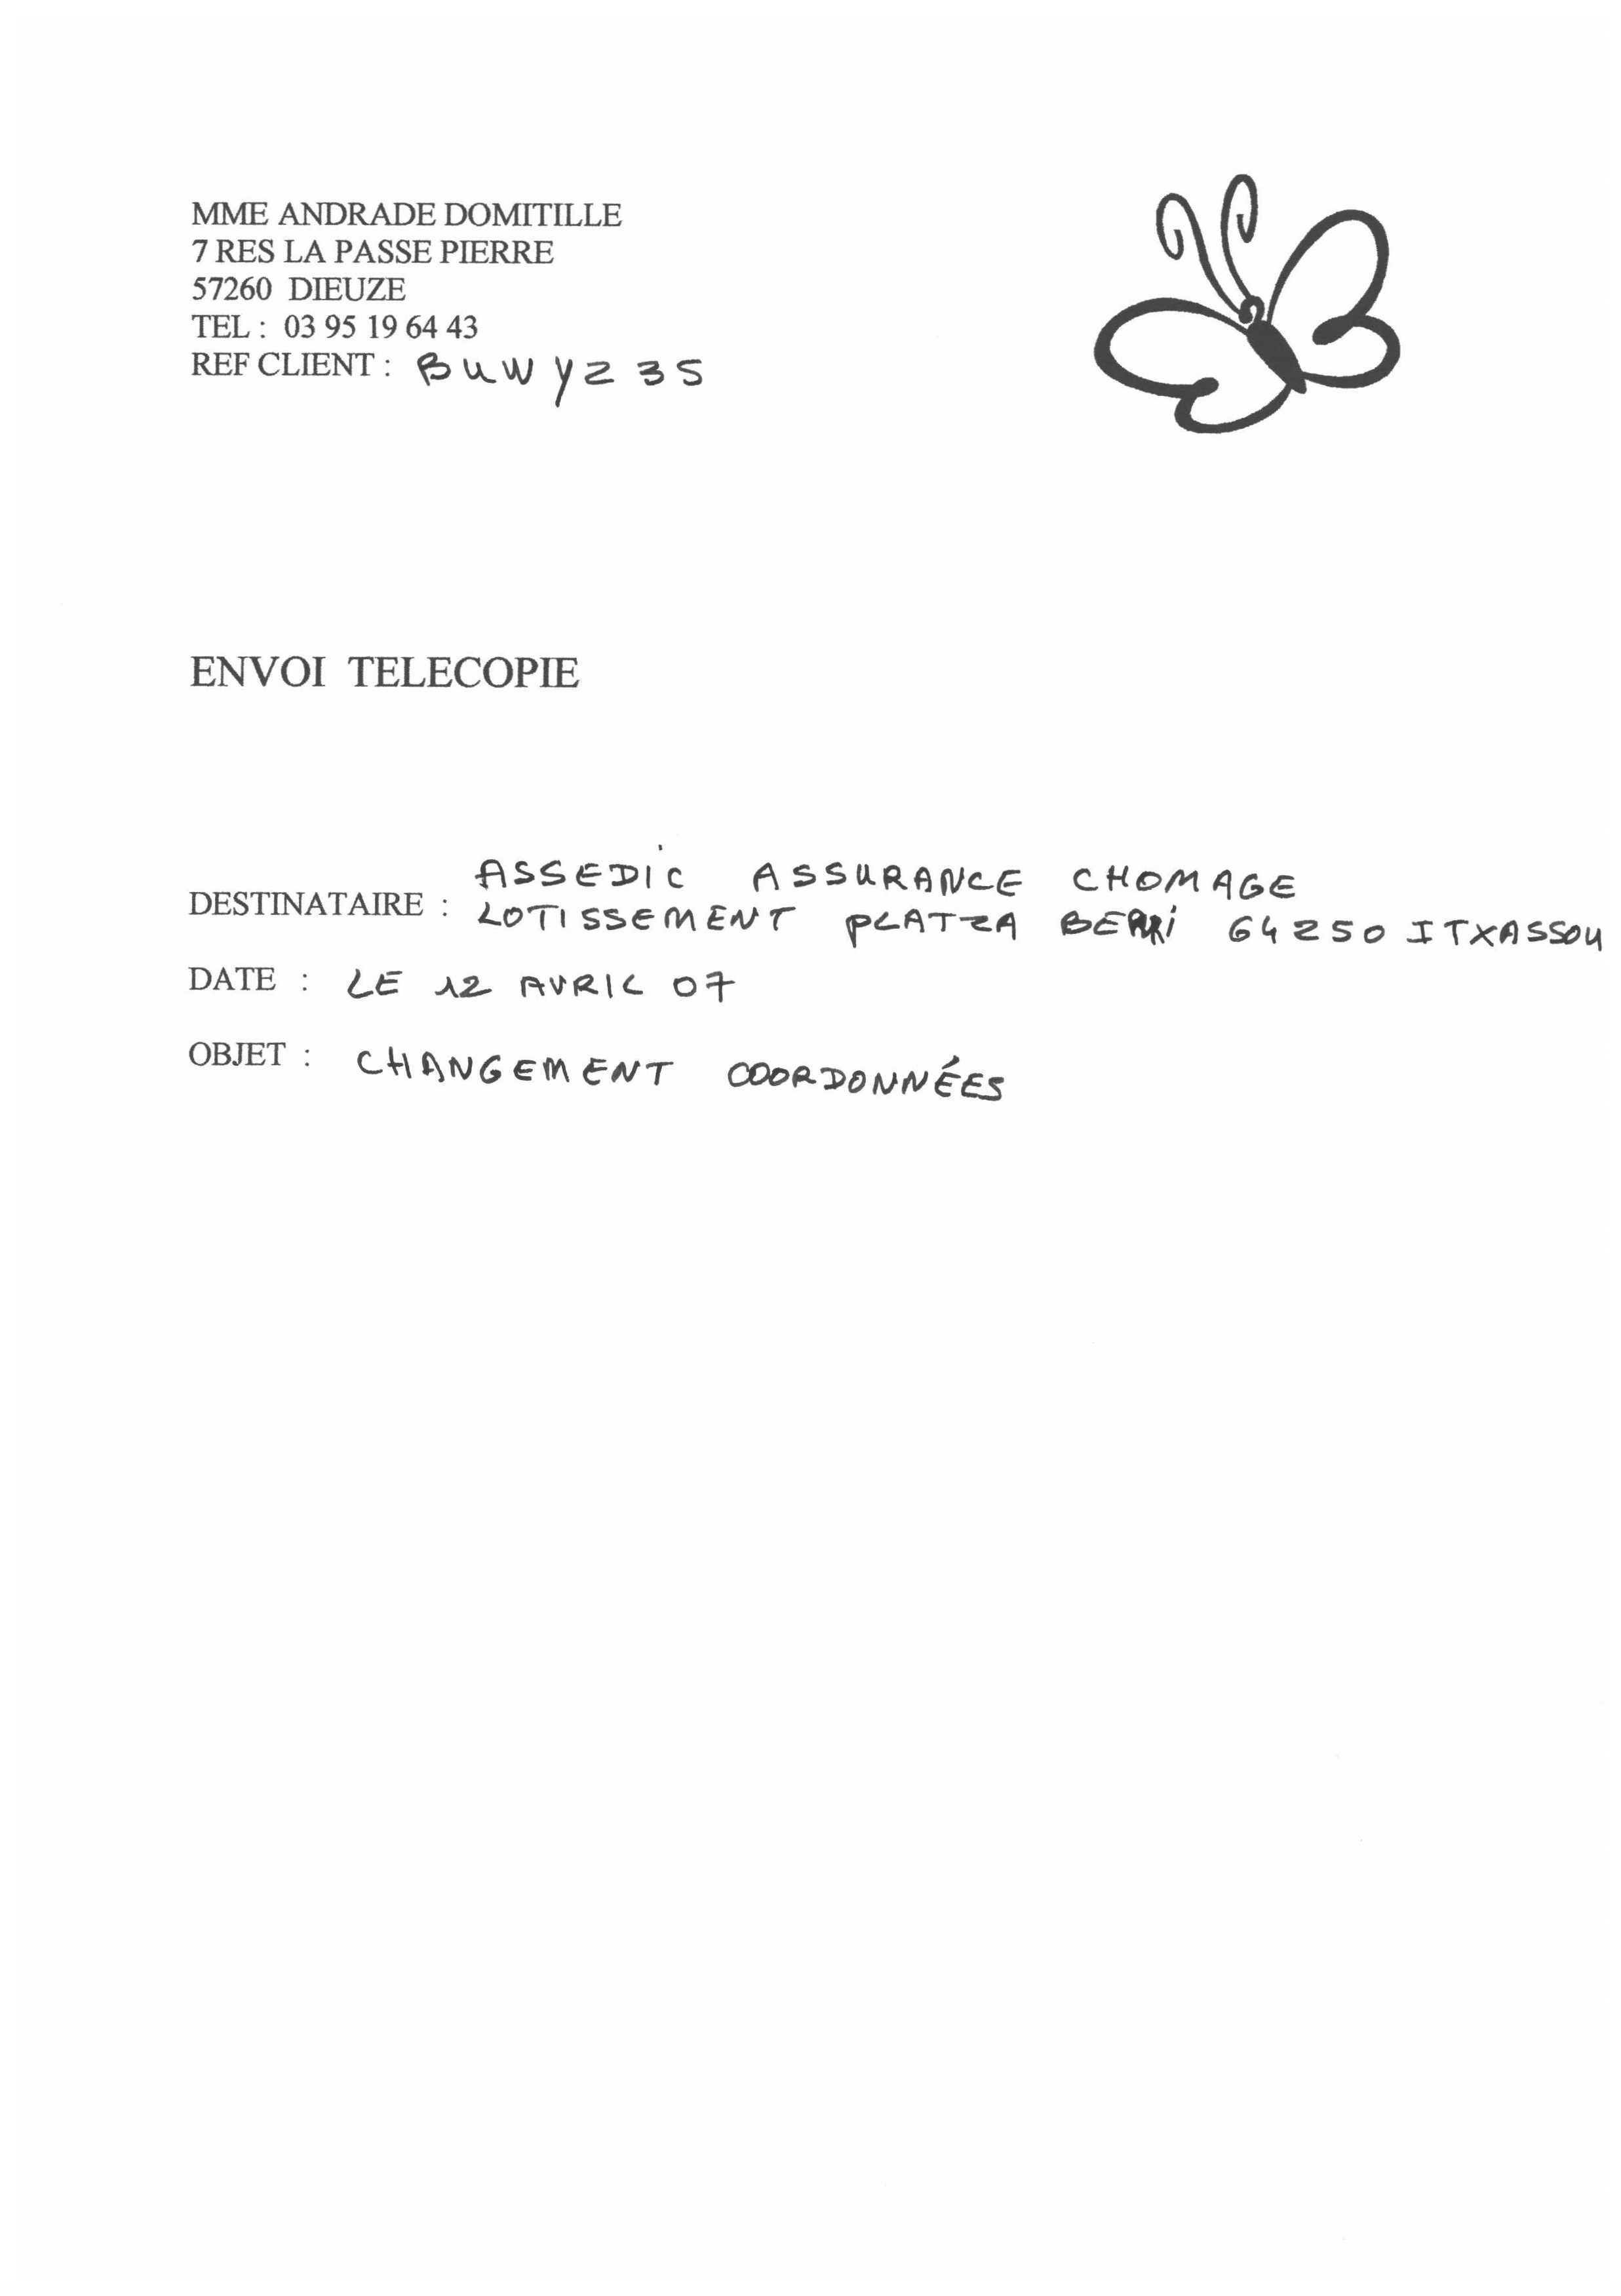 MME ANDRADE DOMITILLE
7 RES LA PASSE PIERRE
57260 DIEUZE
TEL : 03 95 19 64 43
REF CLIENT : BUWYZ35
ENVOI TELECOPIE
ASSEDIC ASSURANCE CHOMAGE
DESTINATAIRE : LOTISSEMENT PLATZA BERRI 64250 ITXASSOU
DATE : LE 12 AVRIL 07
OBJET : CHANGEMENT COORDONNÉES